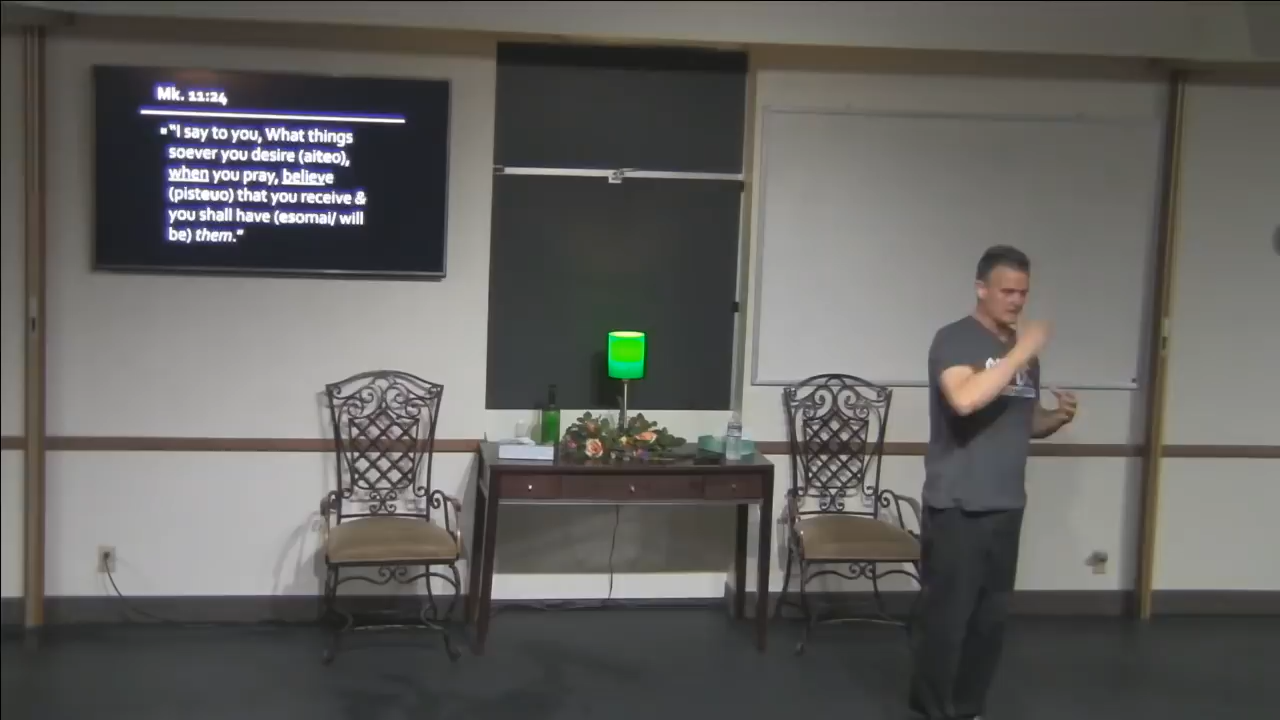 Mk. 11:24
▪"I say to you, What things
soever you desire (aiteo),
when you pray, believe
(pisteuo) that you receive &
you shall have (esomai/ will
be) them."